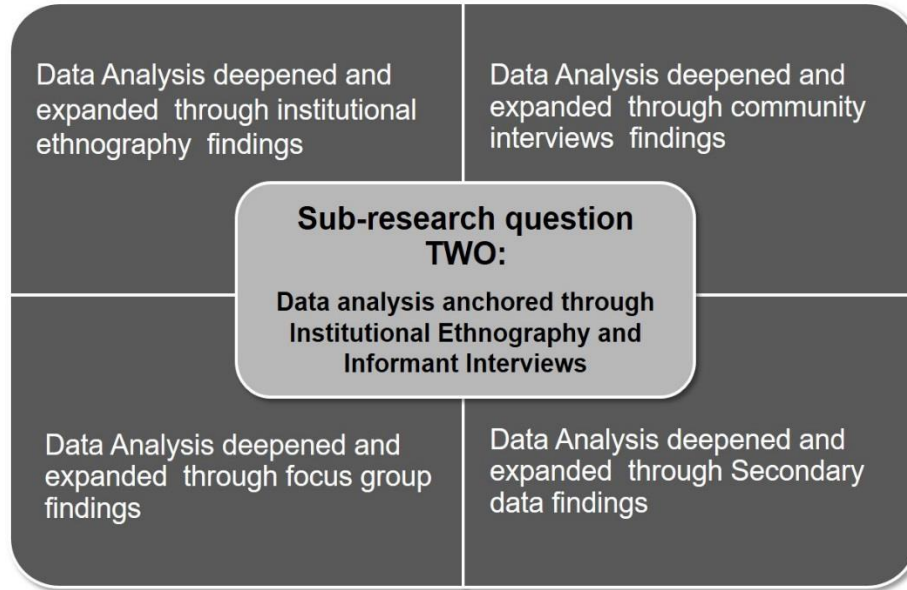 Data Analysis deepened and
expanded through institutional
ethnography findings
Data Analysis deepened and
expanded through community
interviews findings
Sub-research question
TWO:
Data analysis anchored through
Institutional Ethnography and
Informant Interviews
Data Analysis deepened and
expanded through focus group
findings
Data Analysis deepened and
expanded through Secondary
data findings